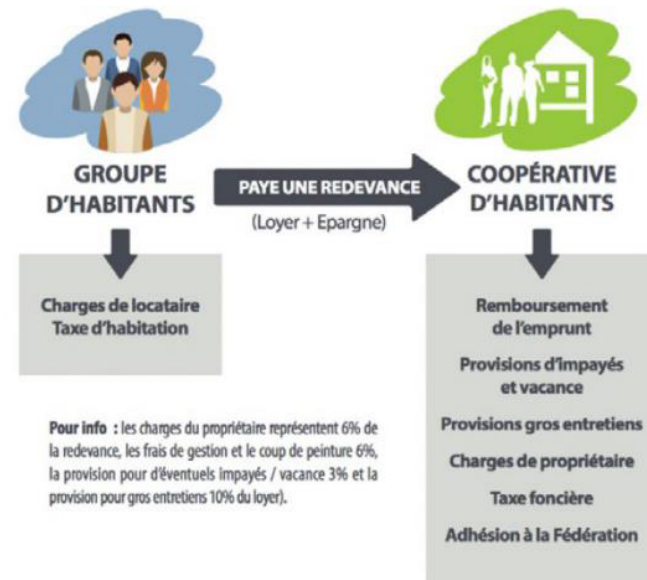 GROUPE
D'HABITANTS
PAYE UNE REDEVANCE
(Loyer + Epargne)
COOPÉRATIVE
D'HABITANTS
Charges de locataire
Taxe d'habitation
Remboursement
de l'emprunt
Provisions d'impayés
et vacance
Provisions gros entretiens
Charges de propriétaire
Taxe foncière
Adhésion à la Fédération
Pour info : les charges du propriétaire représentent 6% de
la redevance, les frais de gestion et le coup de peinture 6%,
la provision pour d'éventuels impayés / vacance 3% et la
provision pour gros entretiens 10% du loyer).